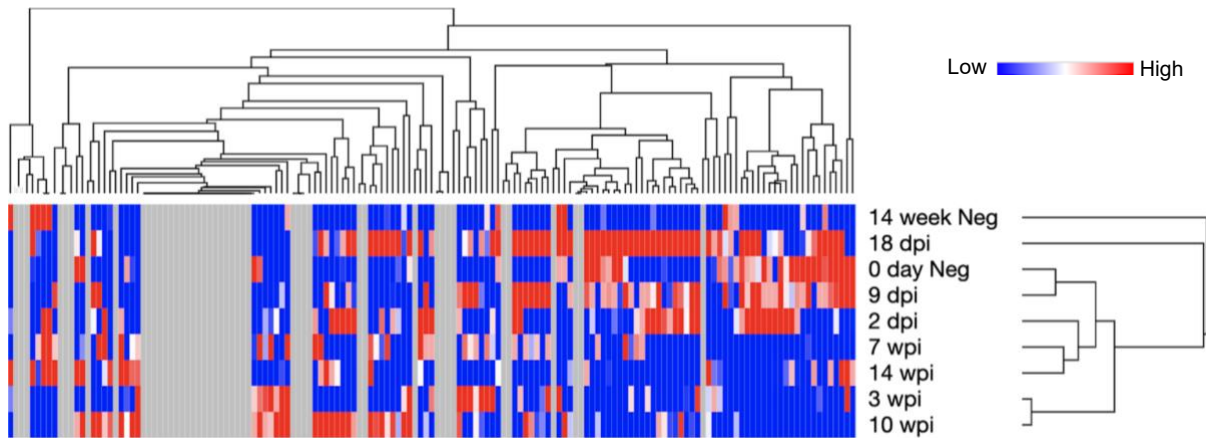 Low High
14 week Neg
18 dpi
0 day Neg
9 dpi
2 dpi
7 wpi
14 wpi
3 wpi
10 wpi